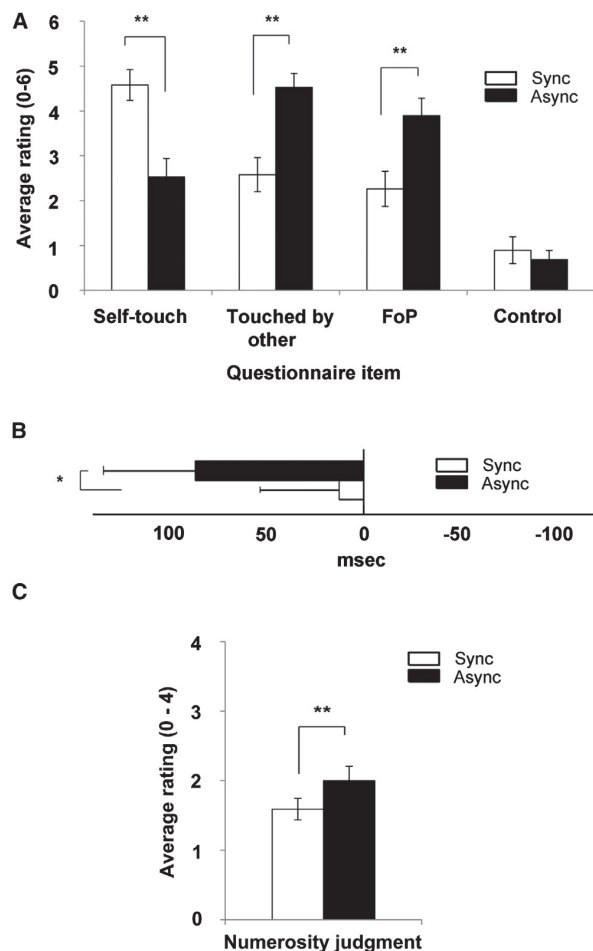 A
Average rating (0-6)
6
5
4
3
2
1
0
**
**
**
Sync
Async
Self-touch
Touched by
other
FoP
Control
Questionnaire item
B
*
Sync
Async
100
50
0
-50
-100
msec
C
Average rating (0 - 4)
4
3
2
1
0
**
Sync
Async
Numerosity judgment